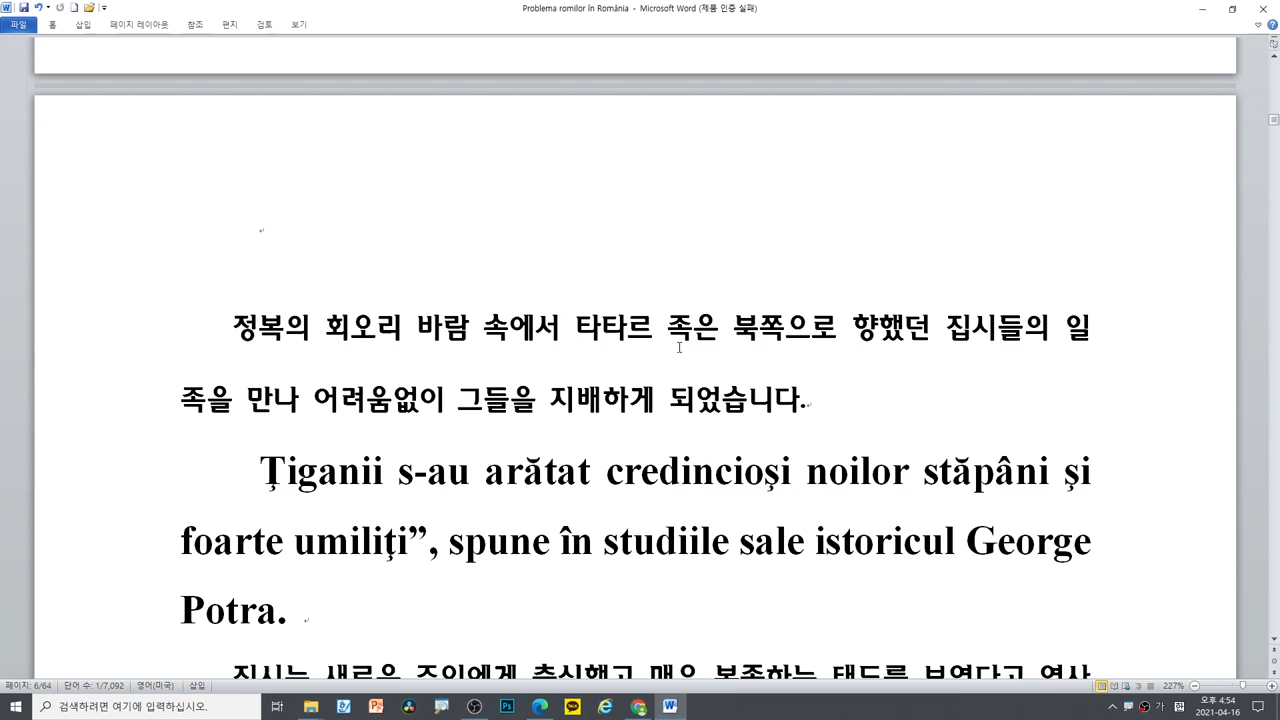 Problema romilor în România - Microsoft Word (제품 인증 실패)
파일 홈 삽입 페이지 레이아웃 참조 편지 검토 보기
정복의 회오리 바람 속에서 타타르 족은 북쪽으로 향했던 집시들의 일
족을 만나 어려움없이 그들을 지배하게 되었습니다.
Ţiganii s-au arătat credincioşi noilor stăpâni şi
foarte umiliţi”, spune în studiile sale istoricul George
Potra.
집시는 새로운 주인에게 충실했고 매우 복종하는 태도를 보였다고 역사
페이지: 6/64 단어 수: 1/7,092 영어(미국) 삽입 227%
검색하려면 여기에 입력하십시오. 가 오후 4:54
2021-04-16